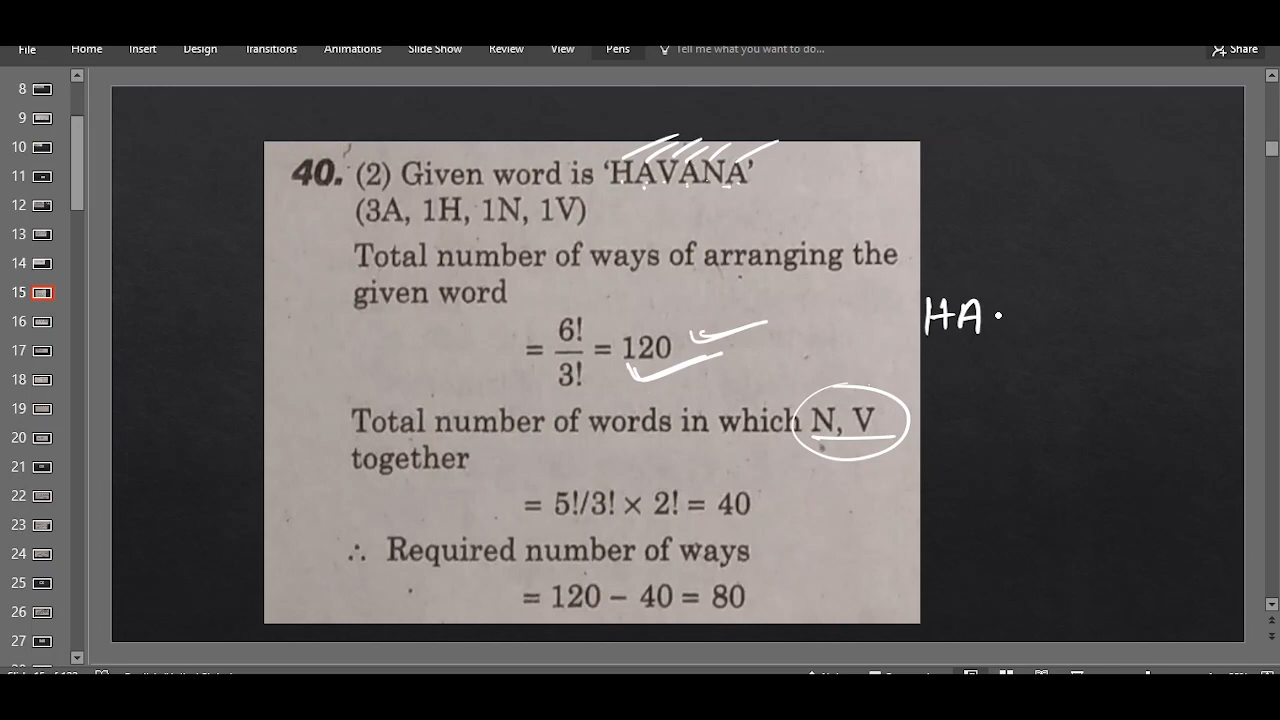 File Home Insert Design Transitions Animations Slide Show Review View Pens Tell me what you want to do... Share
8
9
10
11
12
13
14
15
16
17
18
19
20
21
22
23
24
25
26
27
40. (2) Given word is ‘HAVANA’
(3A, 1H, 1N, 1V)
Total number of ways of arranging the
given word
= 6!/3! = 120
Total number of words in which N, V
together
= 5!/3! × 2! = 40
∴ Required number of ways
= 120 − 40 = 80
HA